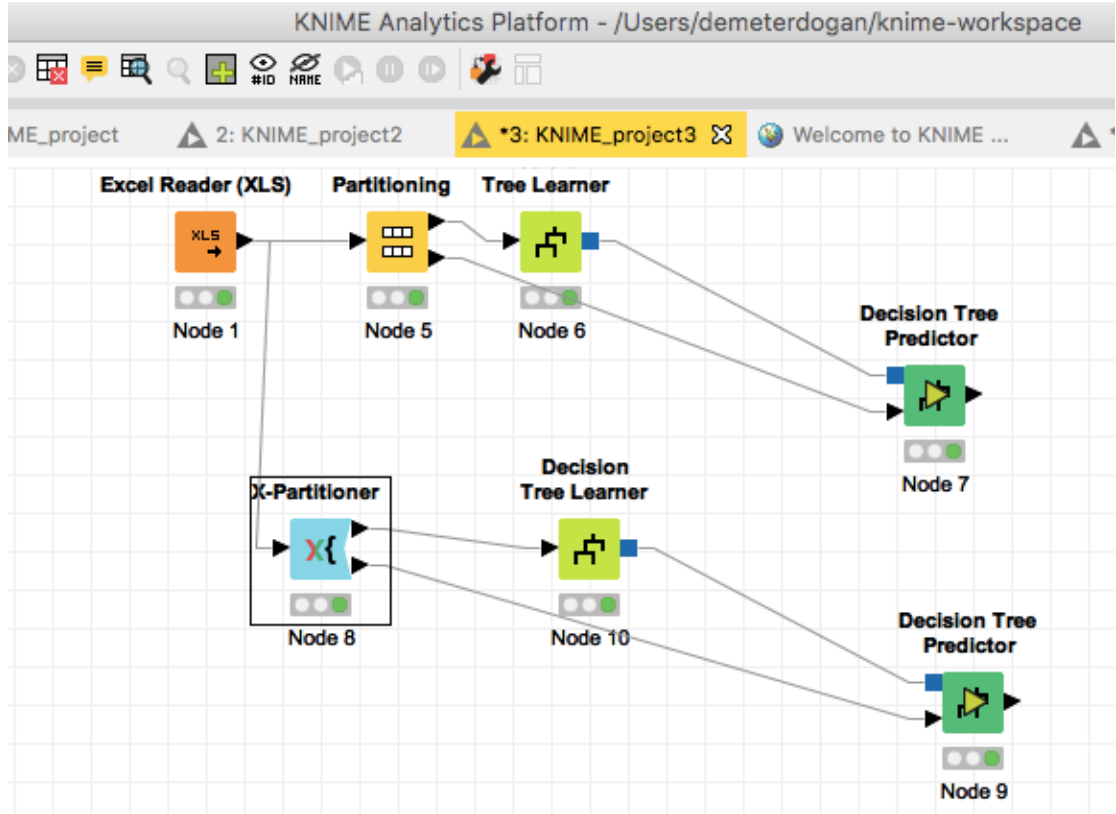 KNIME Analytics Platform - /Users/demeterdogan/knime-workspace
#ID NAME
ME_project 2: KNIME_project2 *3: KNIME_project3 Welcome to KNIME ... *
Excel Reader (XLS) Partitioning Tree Learner
XLS
Node 1 Node 5 Node 6
Decision Tree
Predictor
Node 7
X-Partitioner
Decision
Tree Learner
X{
Node 8 Node 10
Decision Tree
Predictor
Node 9